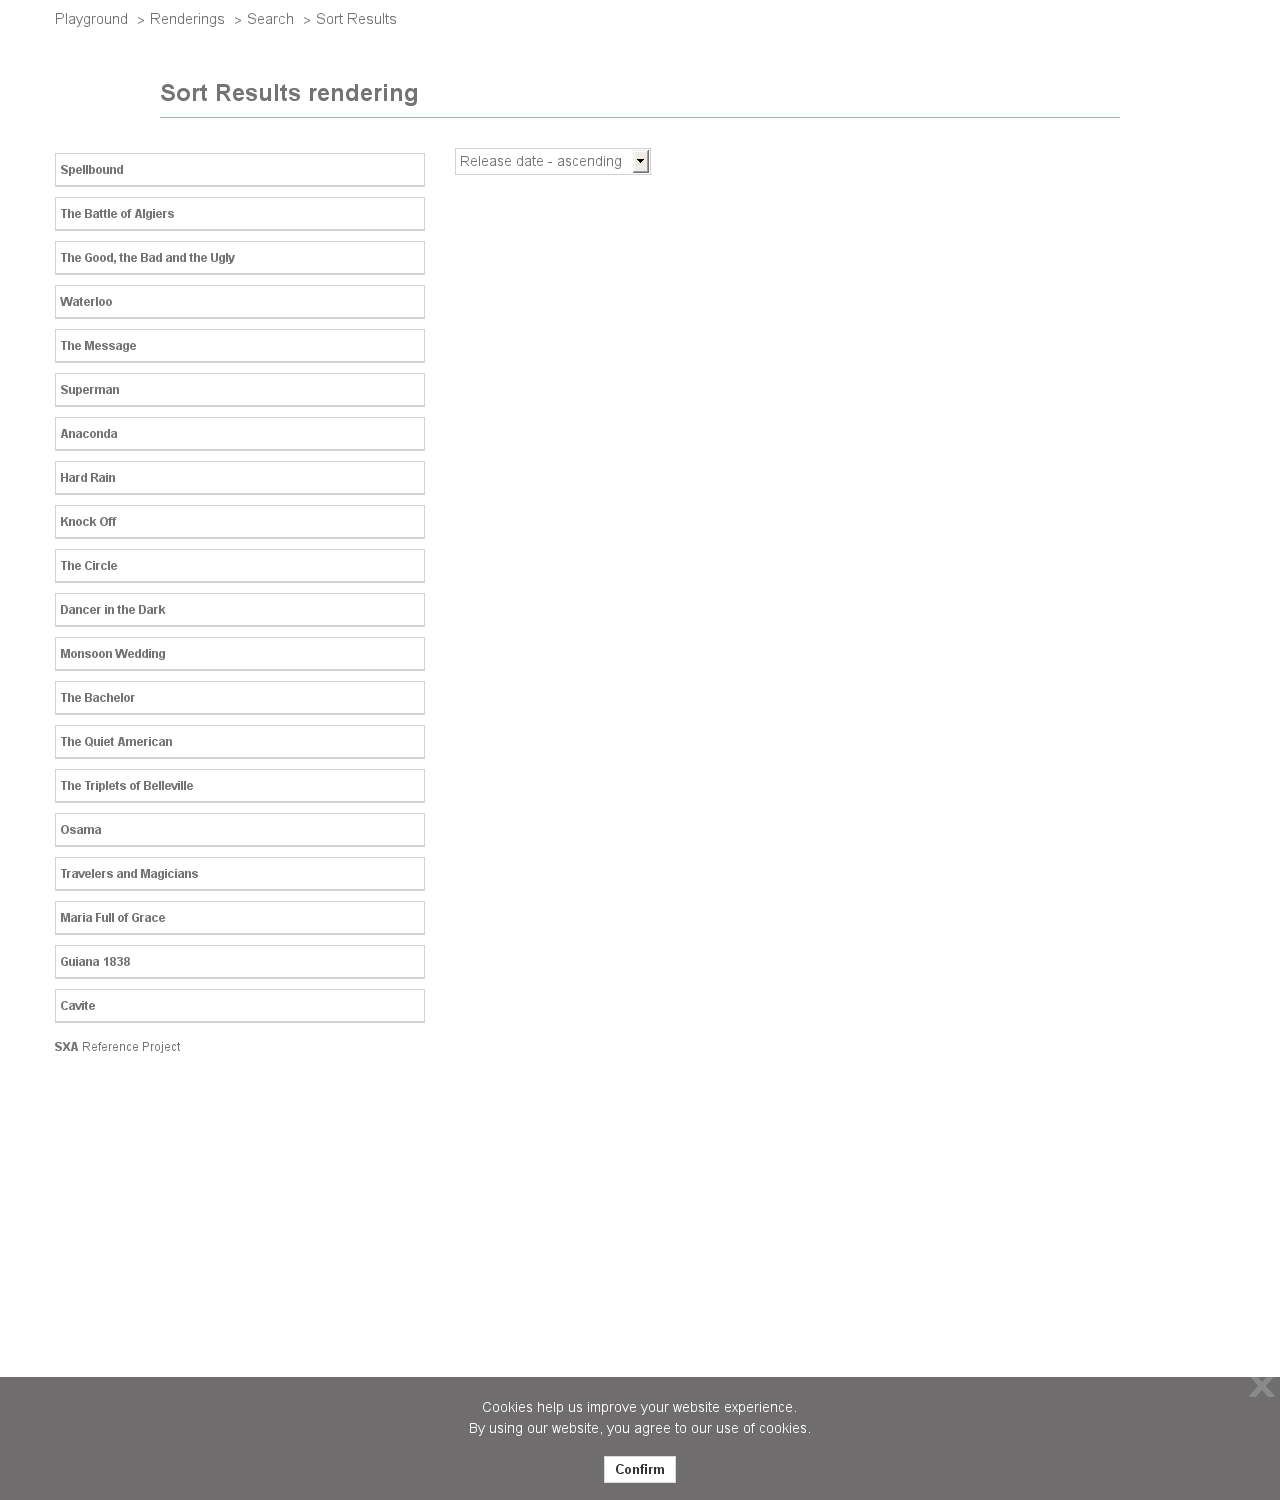 Playground > Renderings > Search > Sort Results
Sort Results rendering
Release date - ascending
Spellbound
The Battle of Algiers
The Good, the Bad and the Ugly
Waterloo
The Message
Superman
Anaconda
Hard Rain
Knock Off
The Circle
Dancer in the Dark
Monsoon Wedding
The Bachelor
The Quiet American
The Triplets of Belleville
Osama
Travelers and Magicians
Maria Full of Grace
Guiana 1838
Cavite
SXA Reference Project
Cookies help us improve your website experience.
By using our website, you agree to our use of cookies.
Confirm